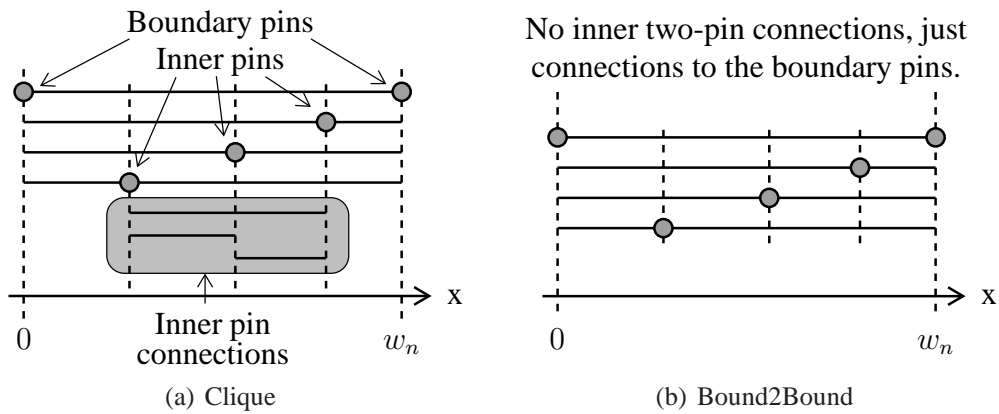 Boundary pins
Inner pins
x
0
w_n
Inner pin
connections
(a) Clique
No inner two-pin connections, just
connections to the boundary pins.
x
0
w_n
(b) Bound2Bound